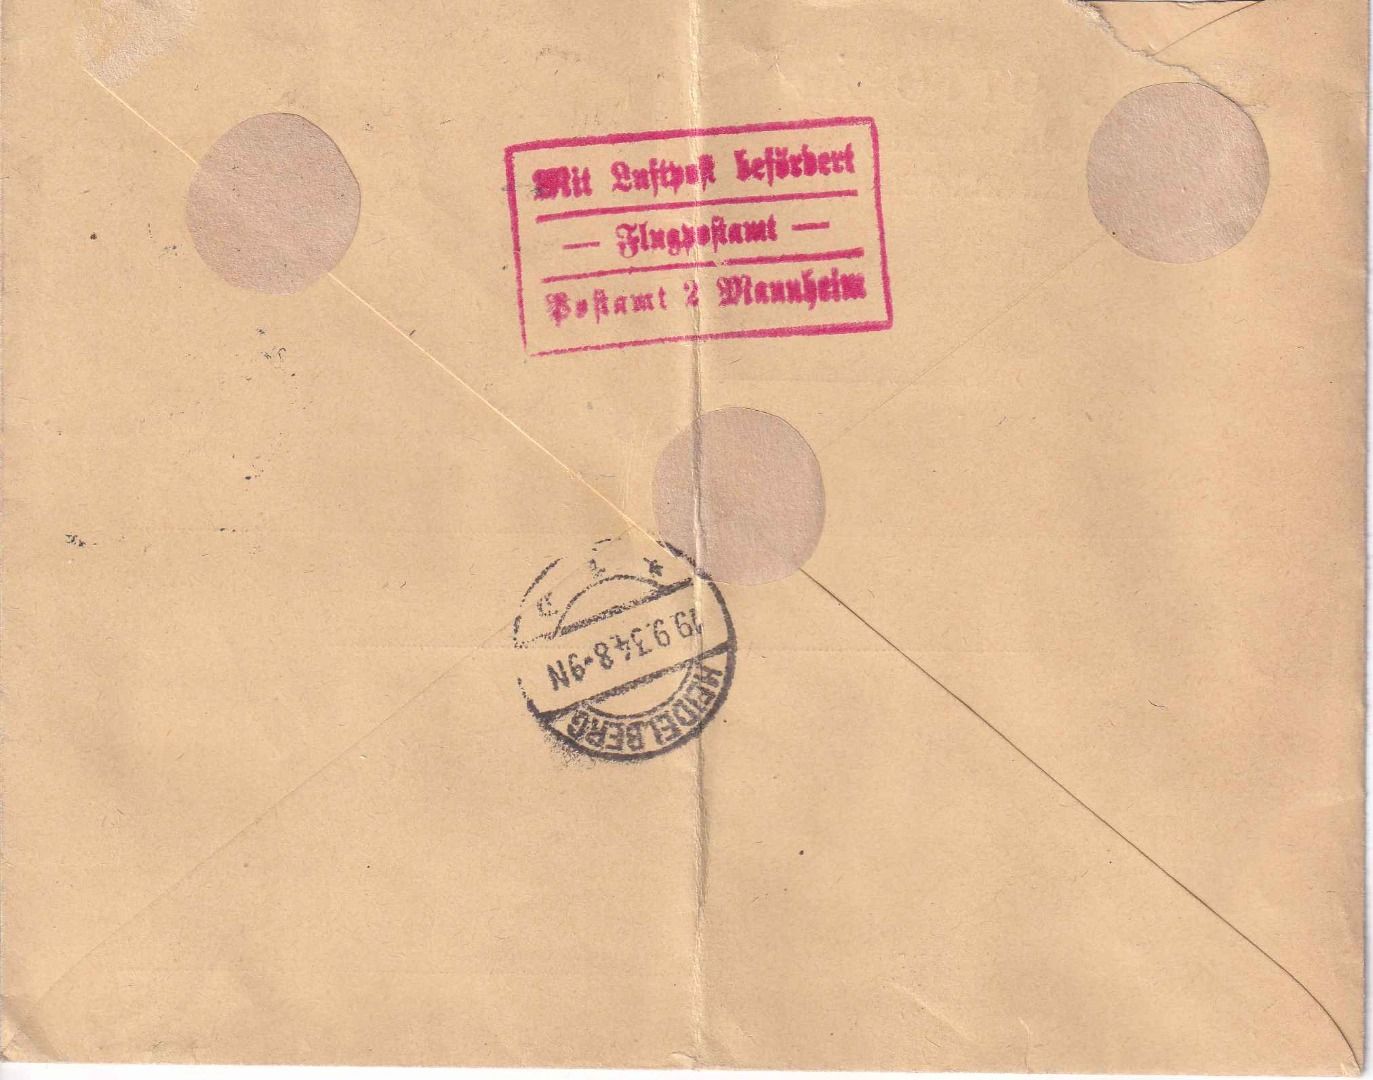 Mit Luftpost befördert
— Flugpostamt —
Postamt 2 Mannheim
19.9.34.8-9N
HEIDELBERG